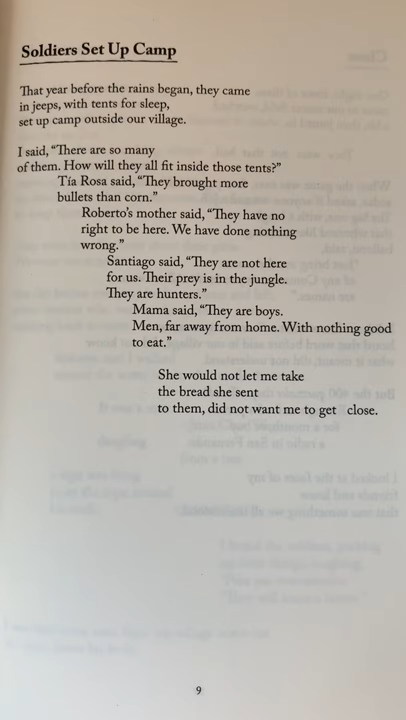 Soldiers Set Up Camp
That year before the rains began, they came
in jeeps, with tents for sleep,
set up camp outside our village.
I said, “There are so many
of them. How will they all fit inside those tents?”
Tía Rosa said, “They brought more
bullets than corn.”
Roberto’s mother said, “They have no
right to be here. We have done nothing
wrong.”
Santiago said, “They are not here
for us. Their prey is in the jungle.
They are hunters.”
Mama said, “They are boys.
Men, far away from home. With nothing good
to eat.”
She would not let me take
the bread she sent
to them, did not want me to get close.
9